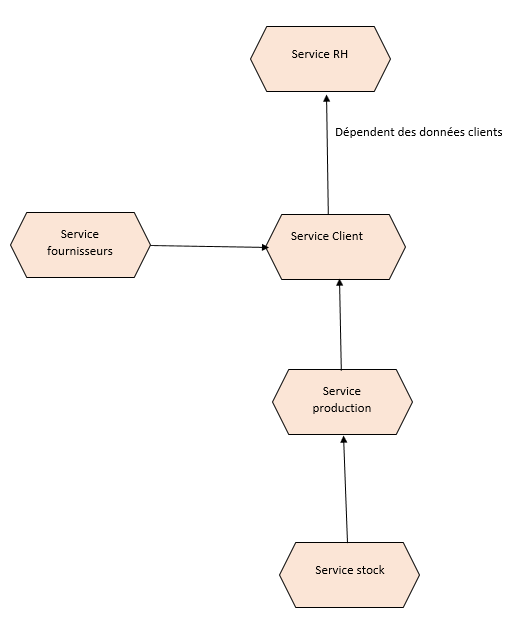 Service RH
Dépendent des données clients
Service
fournisseurs
Service Client
Service
production
Service stock